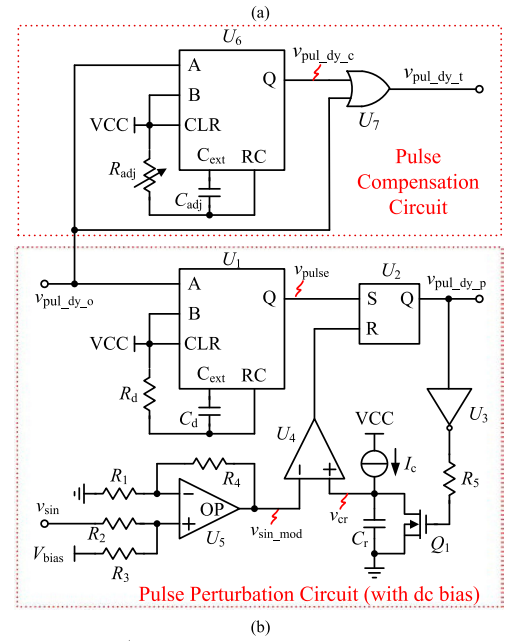 (a)
U6
vpul_dy_c
vpul_dy_t
A
B
CLR
Q
Cext
RC
VCC
Radj
Cadj
U7
Pulse
Compensation
Circuit
vpul_dy_o
U1
vpulse
U2
vpul_dy_p
A
B
CLR
Q
Cext
RC
S
R
Q
VCC
Rd
Cd
U3
U4
VCC
Ic
R5
R1
R4
vsin
R2
OP
U5
vsin_mod
vcr
Cr
Q1
Vbias
R3
Pulse Perturbation Circuit (with dc bias)
(b)